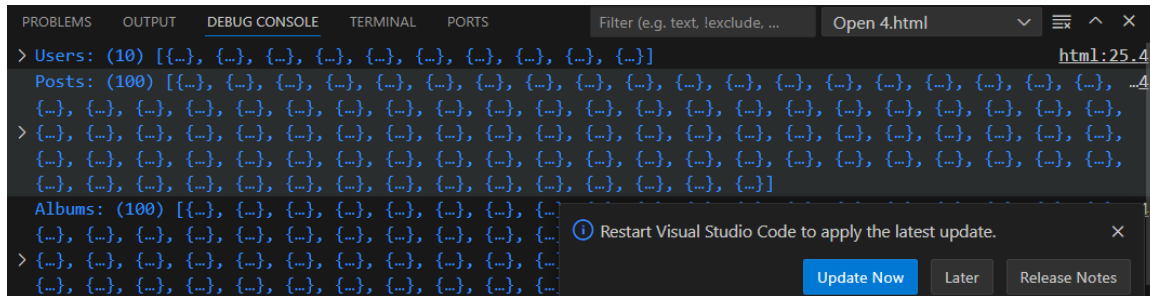 PROBLEMS OUTPUT DEBUG CONSOLE TERMINAL PORTS Filter (e.g. text, !exclude, ... Open 4.html
> Users: (10) [{…}, {…}, {…}, {…}, {…}, {…}, {…}, {…}, {…}, {…}] html:25.4
Posts: (100) [{…}, {…}, {…}, {…}, {…}, {…}, {…}, {…}, {…}, {…}, {…}, {…}, {…}, {…}, {…}, {…}, {…}, {…}, {…}, …4
{…}, {…}, {…}, {…}, {…}, {…}, {…}, {…}, {…}, {…}, {…}, {…}, {…}, {…}, {…}, {…}, {…}, {…}, {…}, {…}, {…}, {…},
> {…}, {…}, {…}, {…}, {…}, {…}, {…}, {…}, {…}, {…}, {…}, {…}, {…}, {…}, {…}, {…}, {…}, {…}, {…}, {…}, {…}, {…},
{…}, {…}, {…}, {…}, {…}, {…}, {…}, {…}, {…}, {…}, {…}, {…}, {…}, {…}, {…}, {…}, {…}, {…}, {…}, {…}, {…}, {…},
{…}, {…}, {…}, {…}, {…}, {…}, {…}, {…}, {…}, {…}, {…}, {…}, {…}, {…}, {…}]
Albums: (100) [{…}, {…}, {…}, {…}, {…}, {…}, {…}, {…
{…}, {…}, {…}, {…}, {…}, {…}, {…}, {…}, {…}, {…}, {…
> {…}, {…}, {…}, {…}, {…}, {…}, {…}, {…}, {…}, {…}, {…
{…}, {…}, {…}, {…}, {…}, {…}, {…}, {…}, {…}, {…}, {…
Restart Visual Studio Code to apply the latest update.
Update Now Later Release Notes